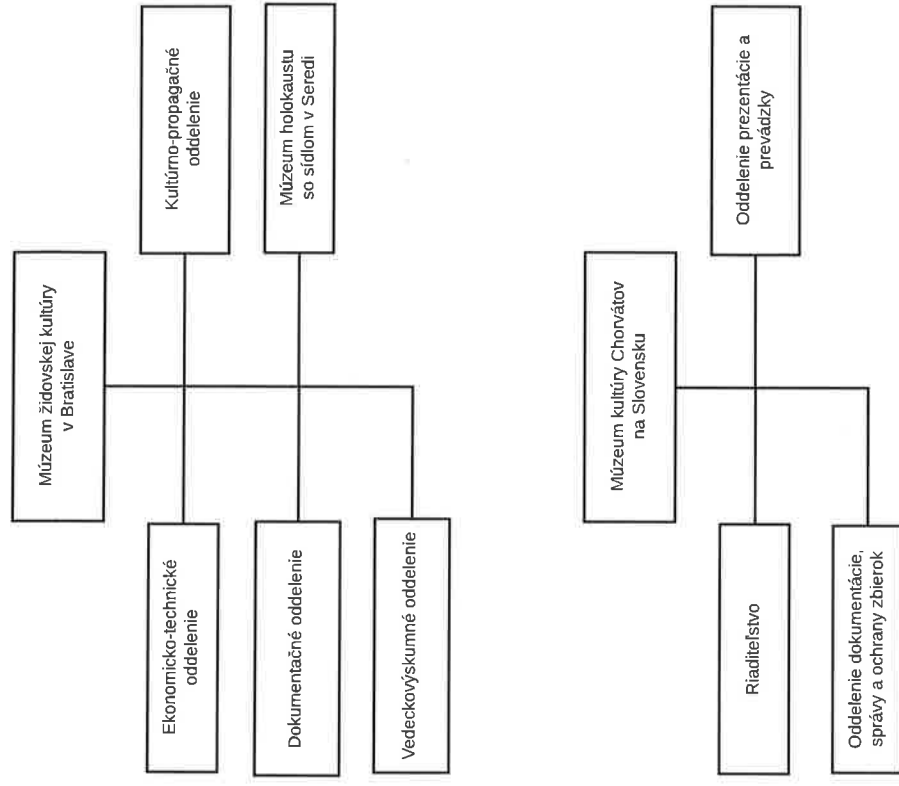 Múzeum židovskej kultúry
v Bratislave
Ekonomicko-technické
oddelenie
Kultúrno-propagačné
oddelenie
Dokumentačné oddelenie
Múzeum holokaustu
so sídlom v Seredi
Vedeckovýskumné oddelenie
Múzeum kultúry Chorvátov
na Slovensku
Riaditeľstvo
Oddelenie prezentácie a
prevádzky
Oddelenie dokumentácie,
správy a ochrany zbierok